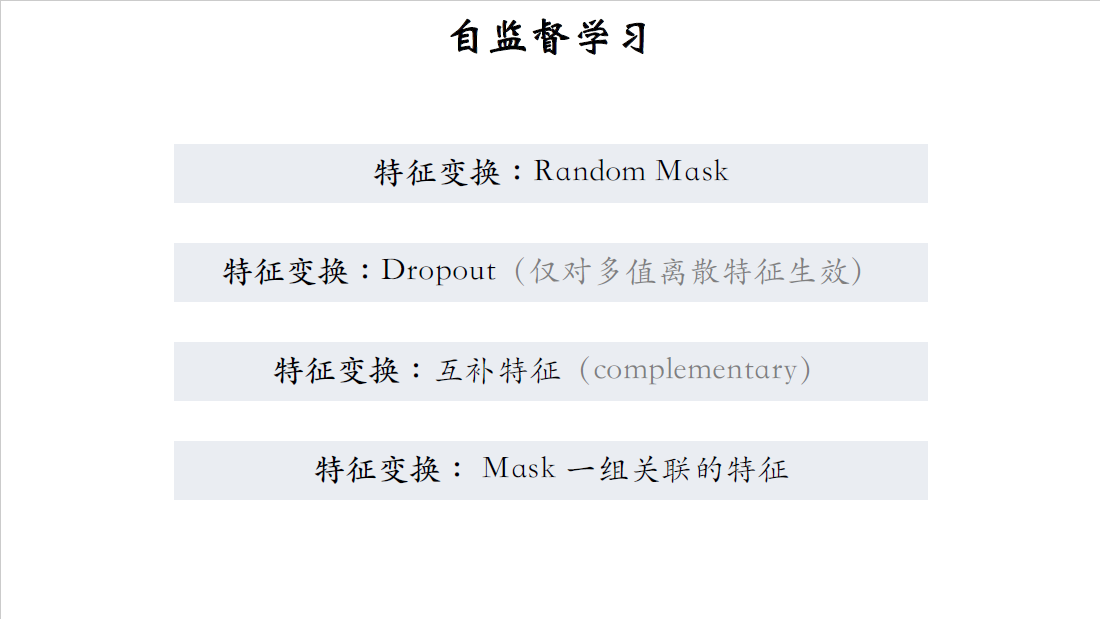 自监督学习
特征变换：Random Mask
特征变换：Dropout（仅对多值离散特征生效）
特征变换：互补特征（complementary）
特征变换： Mask 一组关联的特征